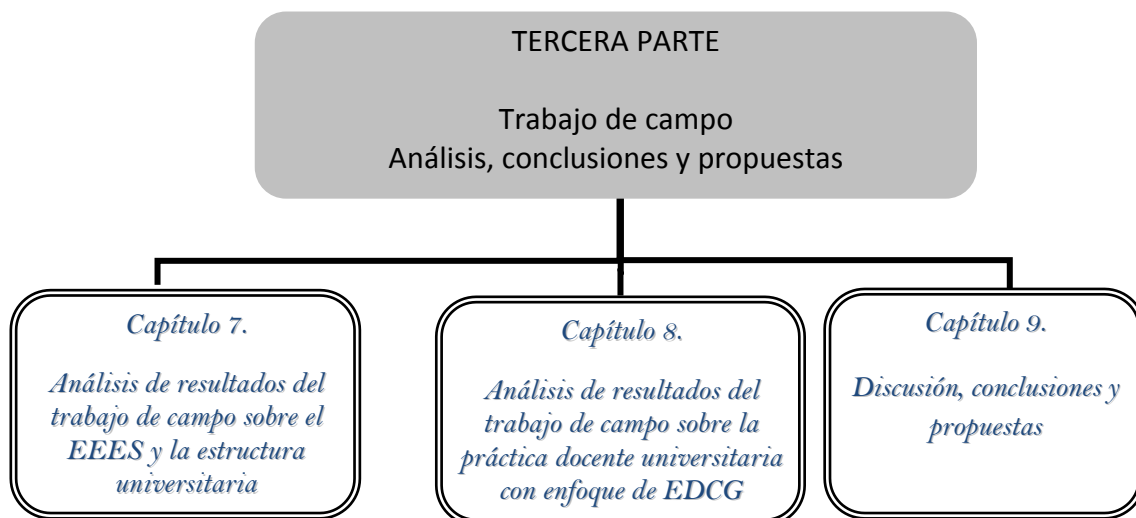 TERCERA PARTE
Trabajo de campo
Análisis, conclusiones y propuestas
Capítulo 7.
Análisis de resultados del
trabajo de campo sobre el
EEES y la estructura
universitaria
Capítulo 8.
Análisis de resultados del
trabajo de campo sobre la
práctica docente universitaria
con enfoque de EDCG
Capítulo 9.
Discusión, conclusiones y
propuestas